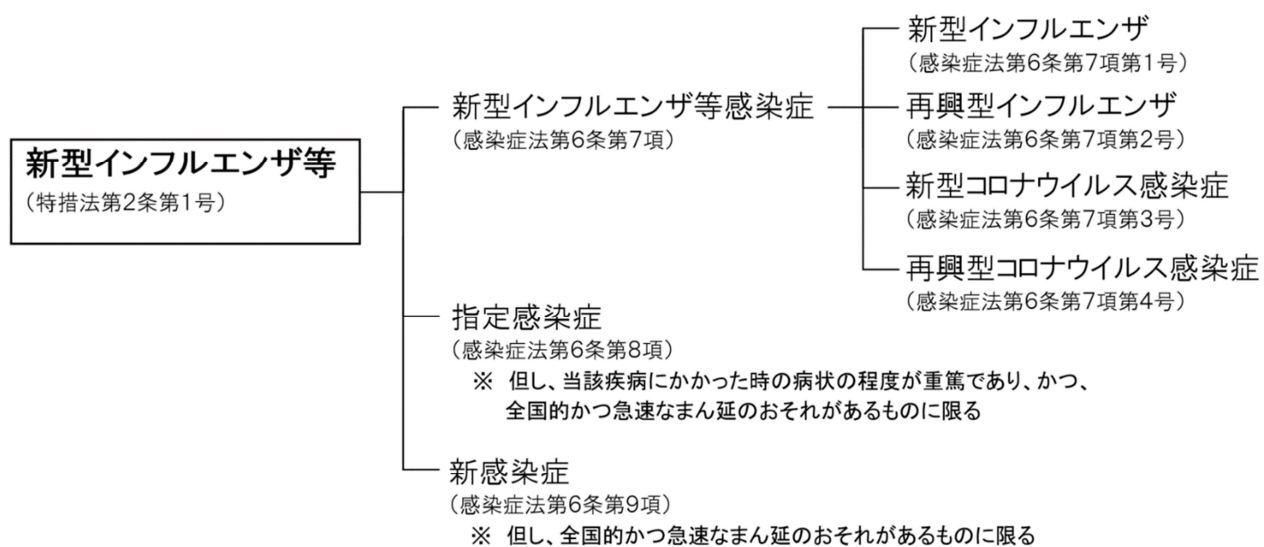 新型インフルエンザ等
（特措法第2条第1号）
新型インフルエンザ等感染症
（感染症法第6条第7項）
新型インフルエンザ
（感染症法第6条第7項第1号）
再興型インフルエンザ
（感染症法第6条第7項第2号）
新型コロナウイルス感染症
（感染症法第6条第7項第3号）
再興型コロナウイルス感染症
（感染症法第6条第7項第4号）
指定感染症
（感染症法第6条第8項）
※ 但し、当該疾病にかかった時の病状の程度が重篤であり、かつ、
全国的かつ急速なまん延のおそれがあるものに限る
新感染症
（感染症法第6条第9項）
※ 但し、全国的かつ急速なまん延のおそれがあるものに限る